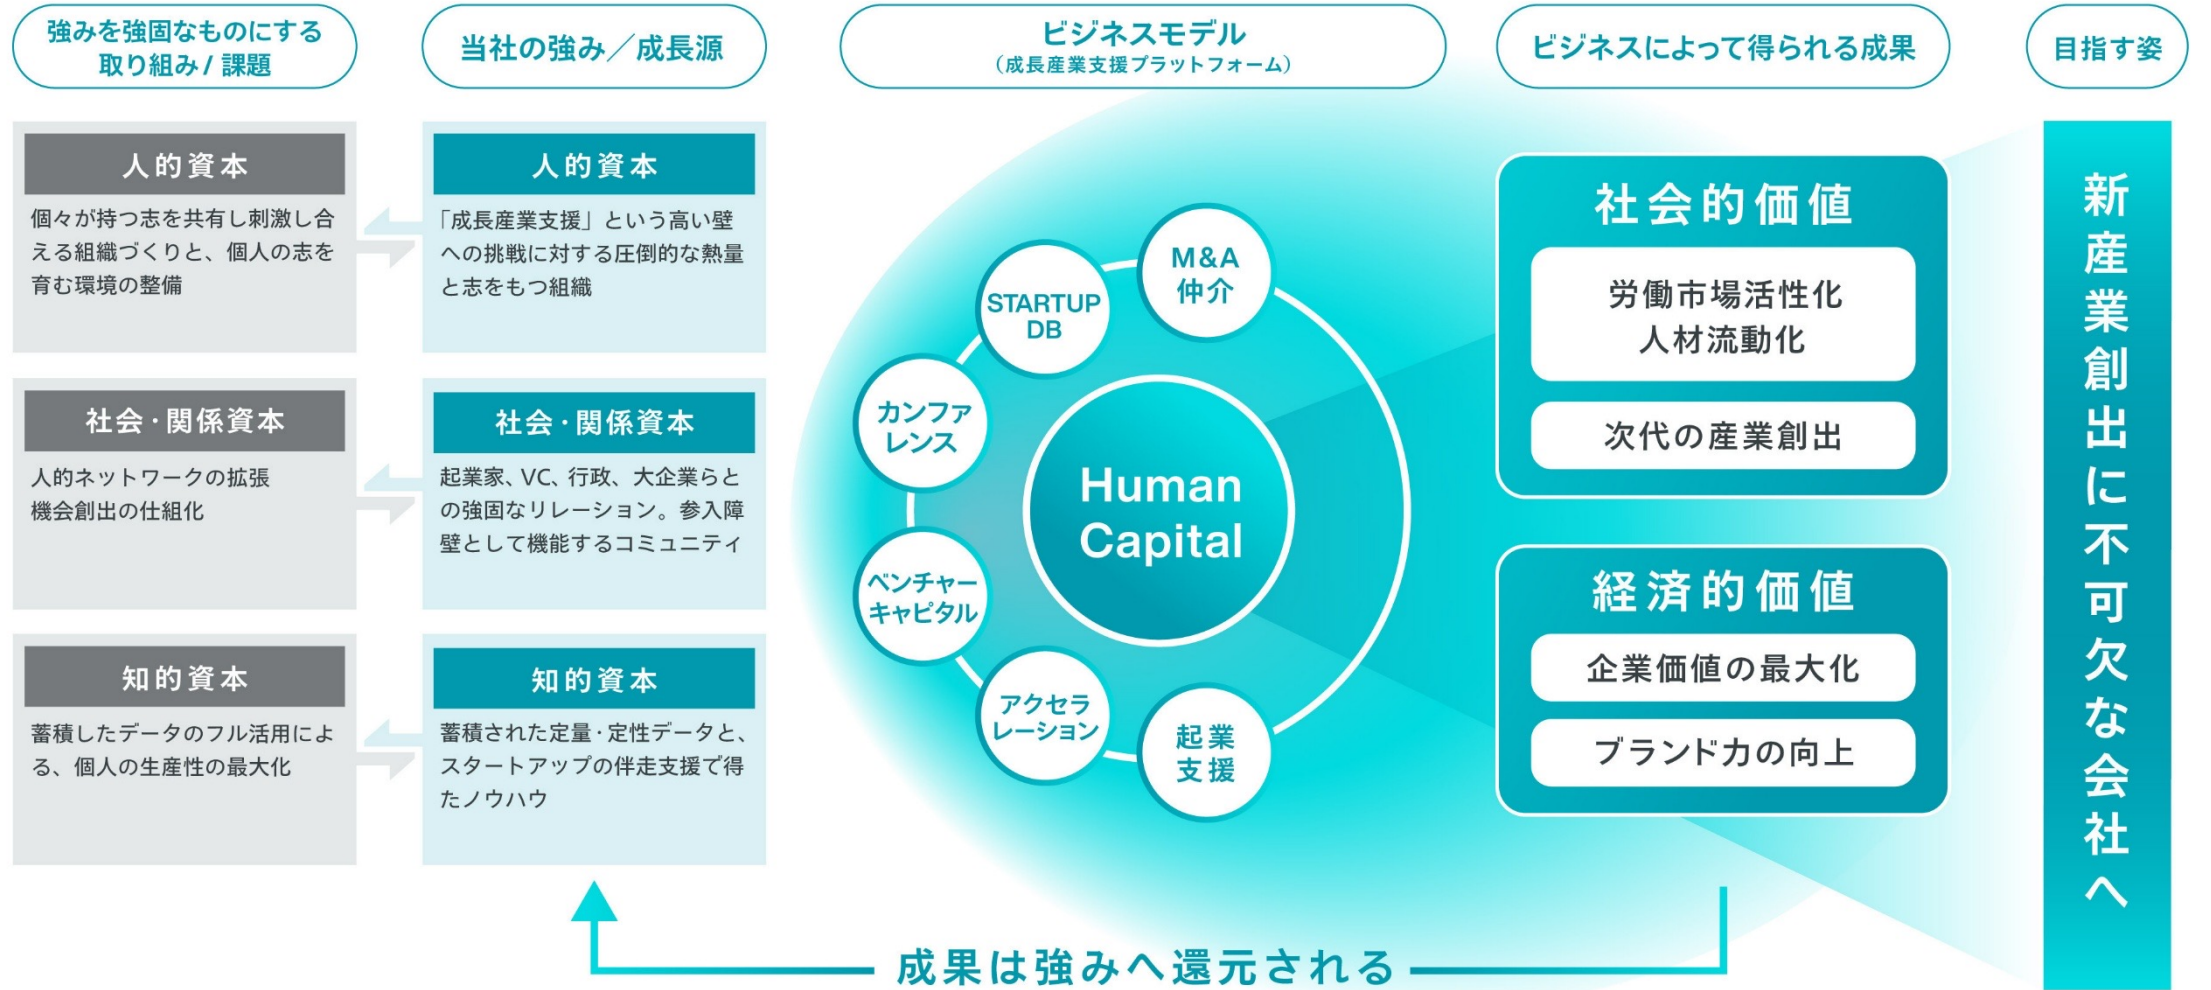 強みを強固なものにする
取り組み / 課題
当社の強み／成長源
ビジネスモデル
（成長産業支援プラットフォーム）
ビジネスによって得られる成果
目指す姿
人的資本
個々が持つ志を共有し刺激し合
える組織づくりと、個人の志を
育む環境の整備
社会・関係資本
人的ネットワークの拡張
機会創出の仕組化
知的資本
蓄積したデータのフル活用によ
る、個人の生産性の最大化
人的資本
「成長産業支援」という高い壁
への挑戦に対する圧倒的な熱量
と志をもつ組織
社会・関係資本
起業家、VC、行政、大企業らと
の強固なリレーション。参入障
壁として機能するコミュニティ
知的資本
蓄積された定量・定性データと、
スタートアップの伴走支援で得
たノウハウ
M&A
仲介
STARTUP
DB
カンファ
レンス
ベンチャー
キャピタル
アクセラ
レーション
起業
支援
Human
Capital
社会的価値
労働市場活性化
人材流動化
次代の産業創出
経済的価値
企業価値の最大化
ブランド力の向上
新産業創出に不可欠な会社へ
成果は強みへ還元される